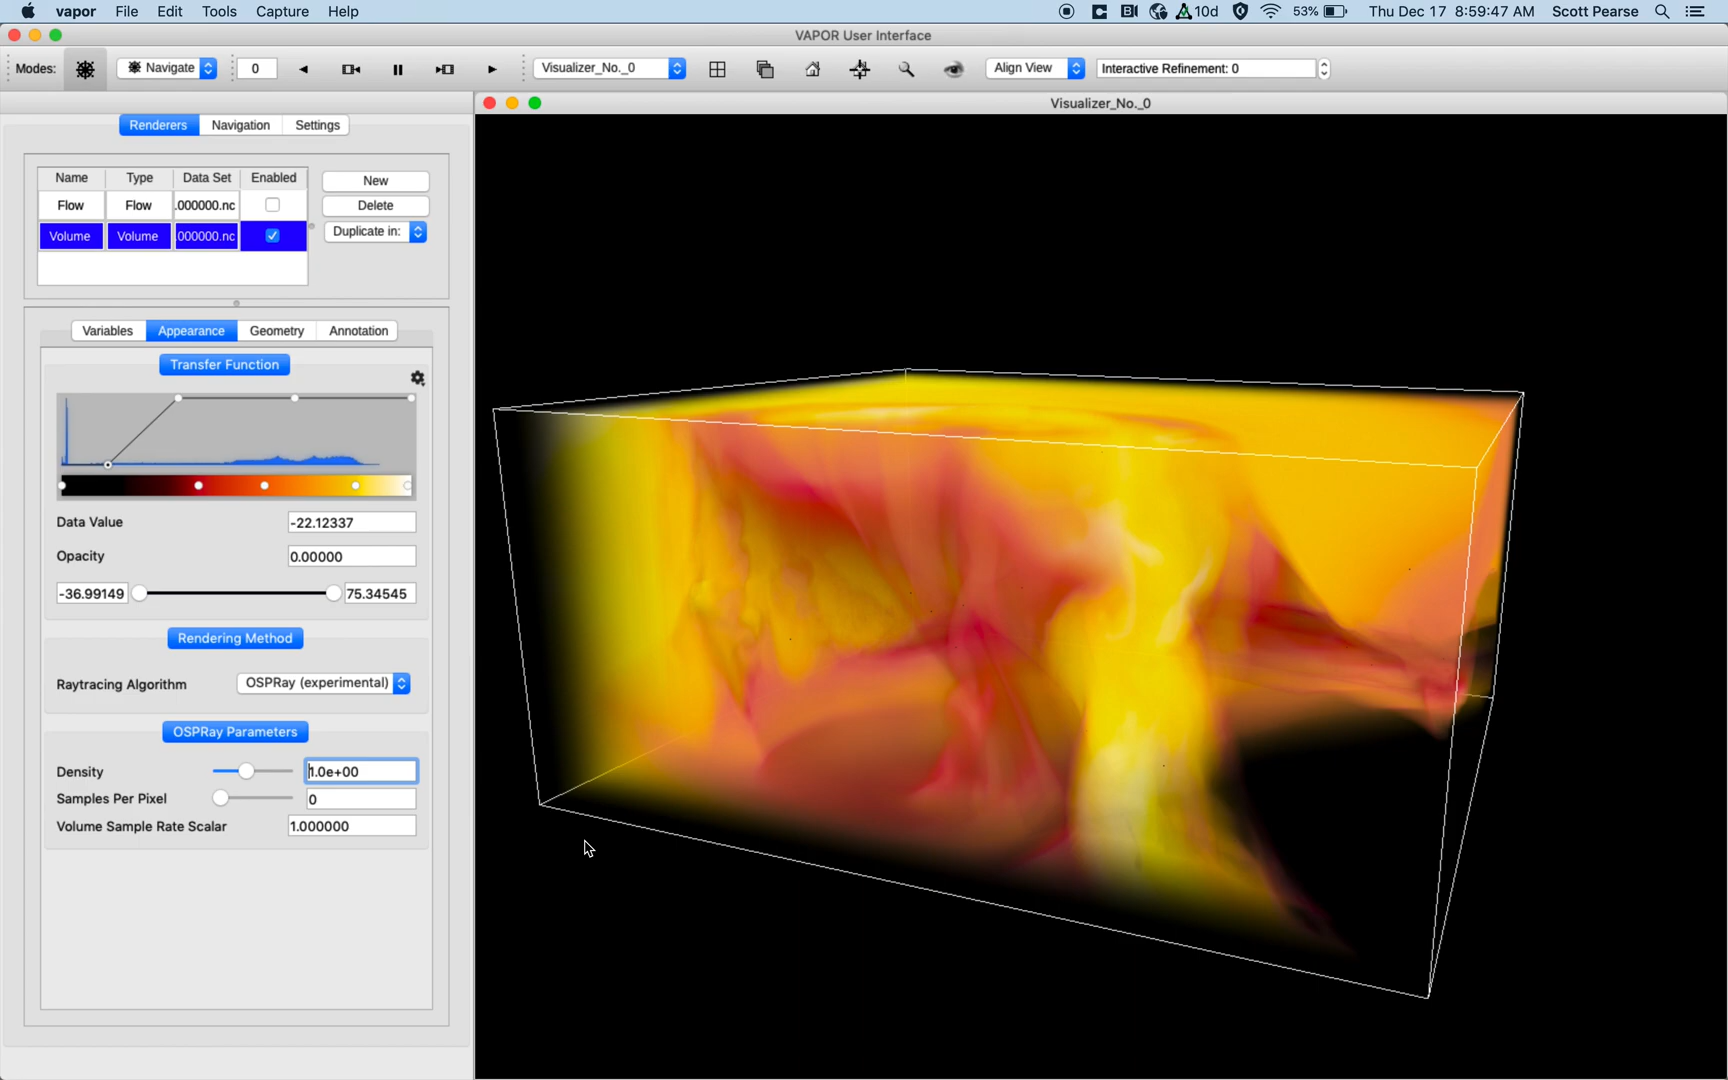 vapor File Edit Tools Capture Help 10d 53% Thu Dec 17 8:59:47 AM Scott Pearse
VAPOR User Interface
Modes: Navigate 0 Visualizer_No._0 Align View Interactive Refinement: 0
Visualizer_No._0
Renderers Navigation Settings
Name Type Data Set Enabled
New
Flow Flow .000000.nc
Delete
Volume Volume 000000.nc
Duplicate in:
Variables Appearance Geometry Annotation
Transfer Function
Data Value -22.12337
Opacity 0.00000
-36.99149 75.34545
Rendering Method
Raytracing Algorithm OSPRay (experimental)
OSPRay Parameters
Density 1.0e+00
Samples Per Pixel 0
Volume Sample Rate Scalar 1.000000